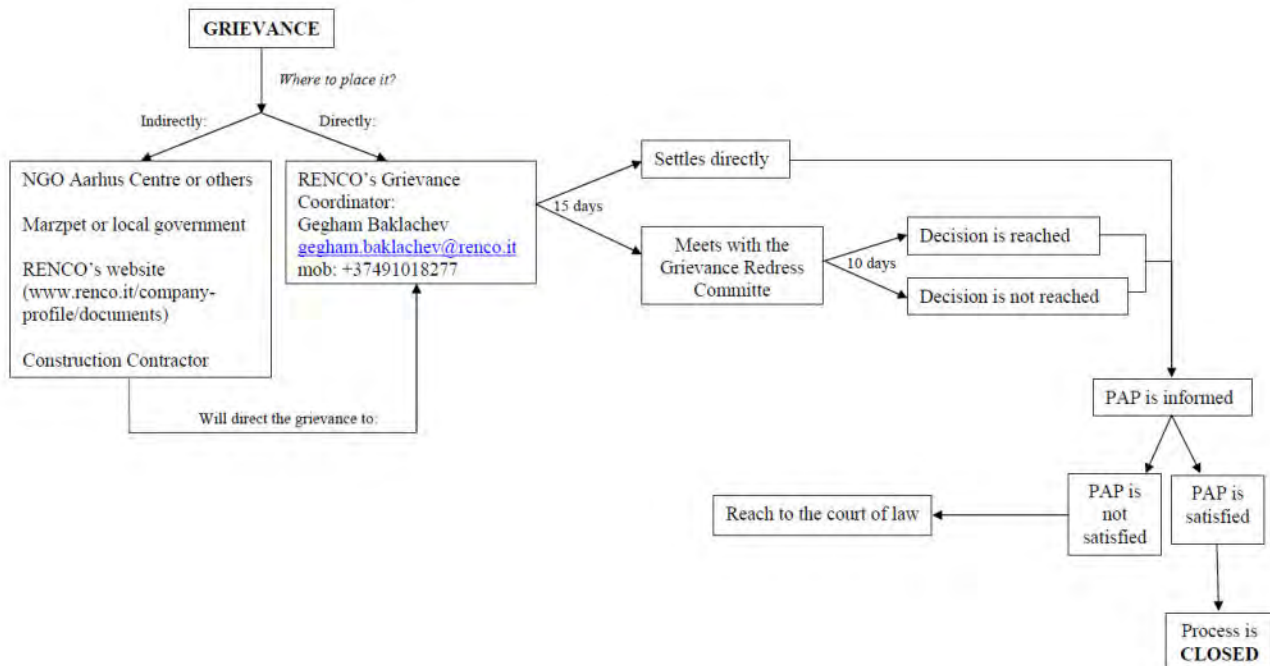 GRIEVANCE
Where to place it?
Indirectly:
Directly:
NGO Aarhus Centre or others
Marzpet or local government
RENCO's website
(www.renco.it/company-
profile/documents)
Construction Contractor
RENCO's Grievance
Coordinator:
Gegham Baklachev
gegham.baklachev@renco.it
mob: +37491018277
Will direct the grievance to:
15 days
Settles directly
Meets with the
Grievance Redress
Committe
10 days
Decision is reached
Decision is not reached
PAP is informed
PAP is
not
satisfied
PAP is
satisfied
Reach to the court of law
Process is
CLOSED